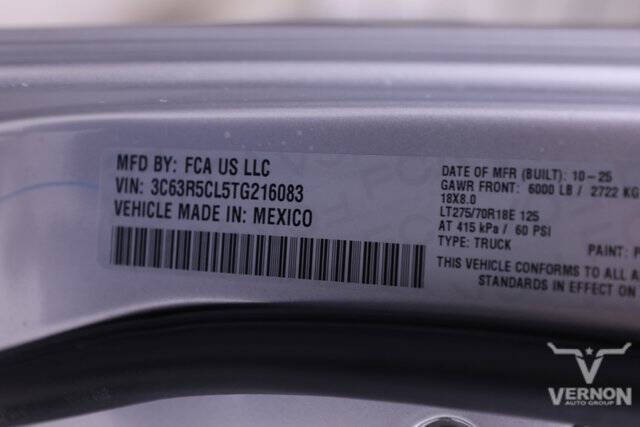 MFD BY: FCA US LLC
VIN: 3C63R5CL5TG216083
VEHICLE MADE IN: MEXICO
DATE OF MFR (BUILT): 10-25
GAWR FRONT: 6000 LB / 2722 KG
18X8.0
LT275/70R18E 125
AT 415 kPa / 60 PSI
TYPE: TRUCK
PAINT: P
THIS VEHICLE CONFORMS TO ALL A
STANDARDS IN EFFECT ON
VERNON
AUTO GROUP